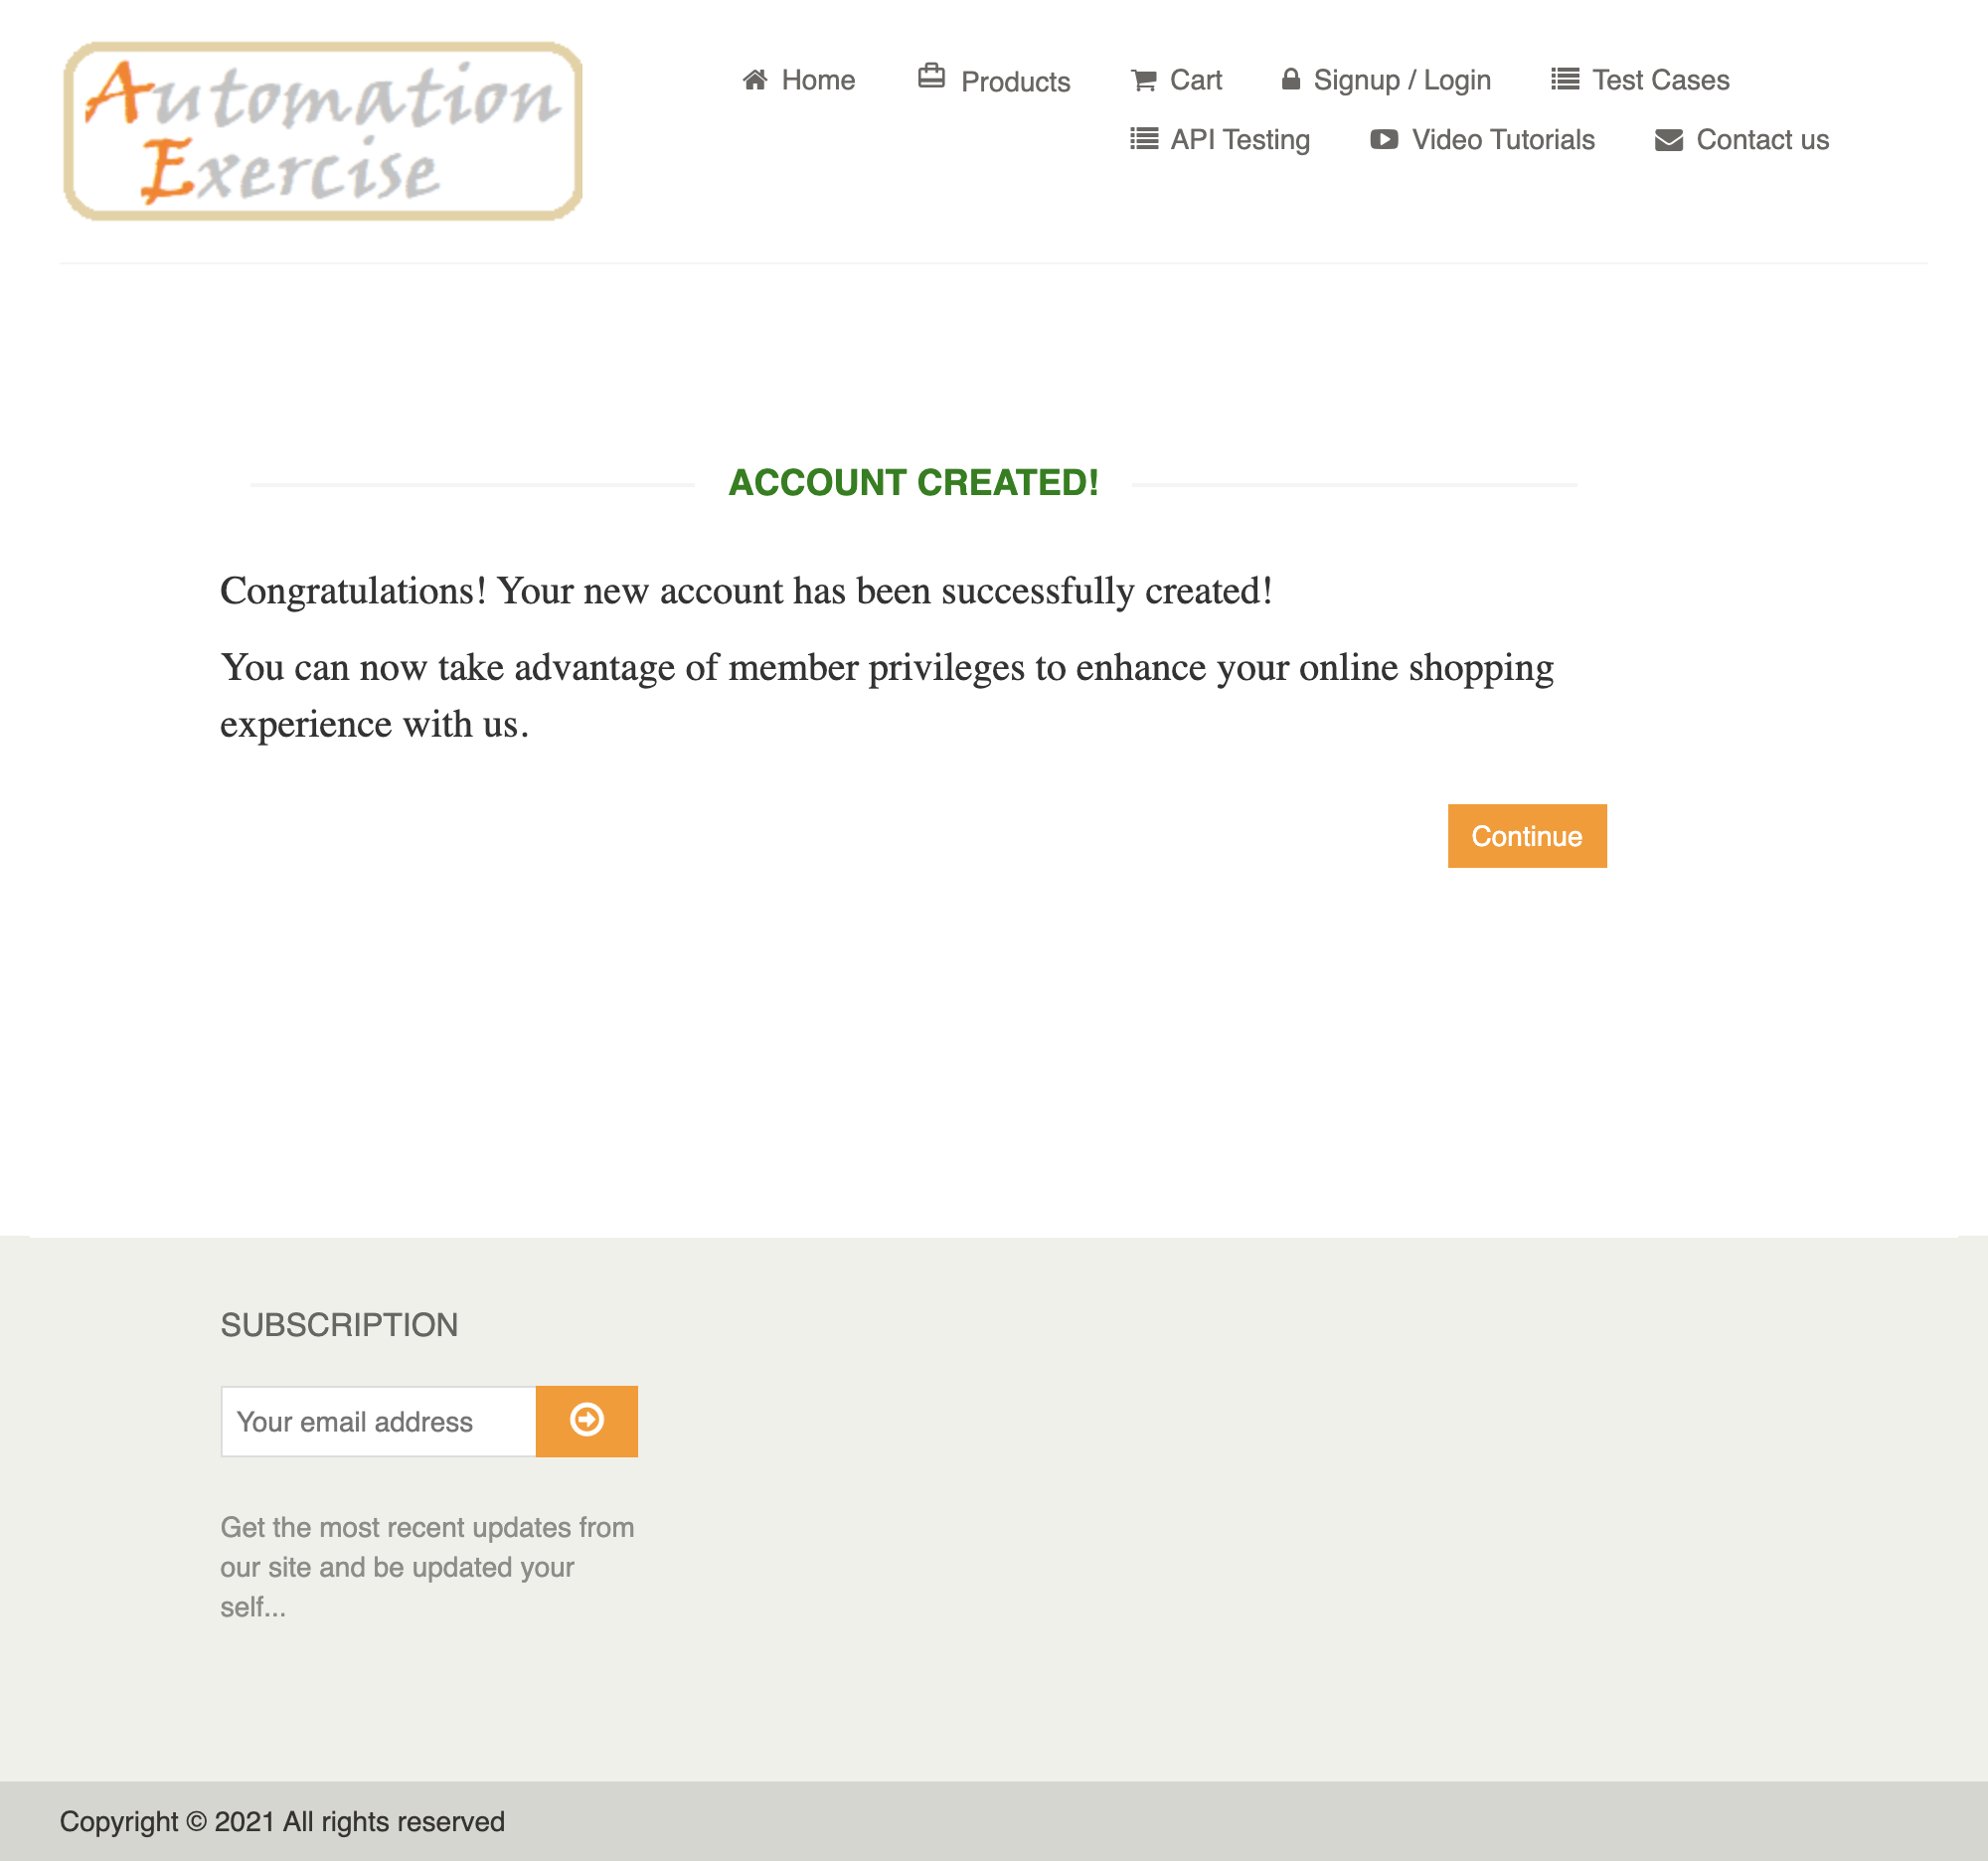 Automation
Exercise
Home Products Cart Signup / Login Test Cases
API Testing Video Tutorials Contact us
ACCOUNT CREATED!
Congratulations! Your new account has been successfully created!
You can now take advantage of member privileges to enhance your online shopping
experience with us.
Continue
SUBSCRIPTION
Your email address
Get the most recent updates from
our site and be updated your
self...
Copyright © 2021 All rights reserved